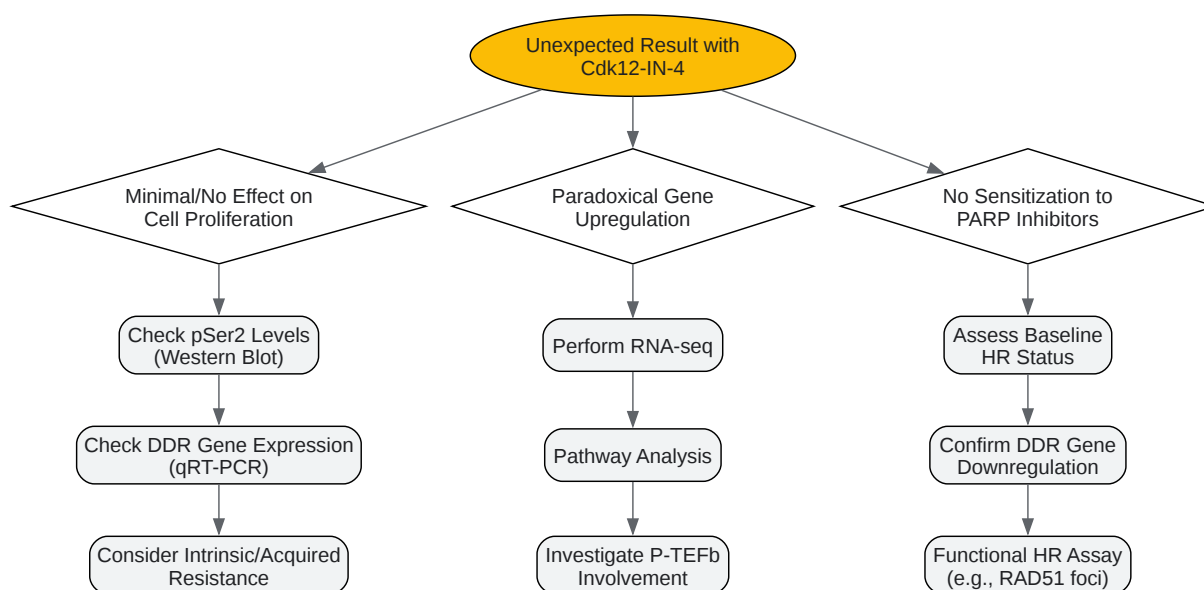 Unexpected Result with
Cdk12-IN-4
Minimal/No Effect on
Cell Proliferation
Paradoxical Gene
Upregulation
No Sensitization to
PARP Inhibitors
Check pSer2 Levels
(Western Blot)
Perform RNA-seq
Assess Baseline
HR Status
Check DDR Gene Expression
(qRT-PCR)
Pathway Analysis
Confirm DDR Gene
Downregulation
Consider Intrinsic/Acquired
Resistance
Investigate P-TEFb
Involvement
Functional HR Assay
(e.g., RAD51 foci)